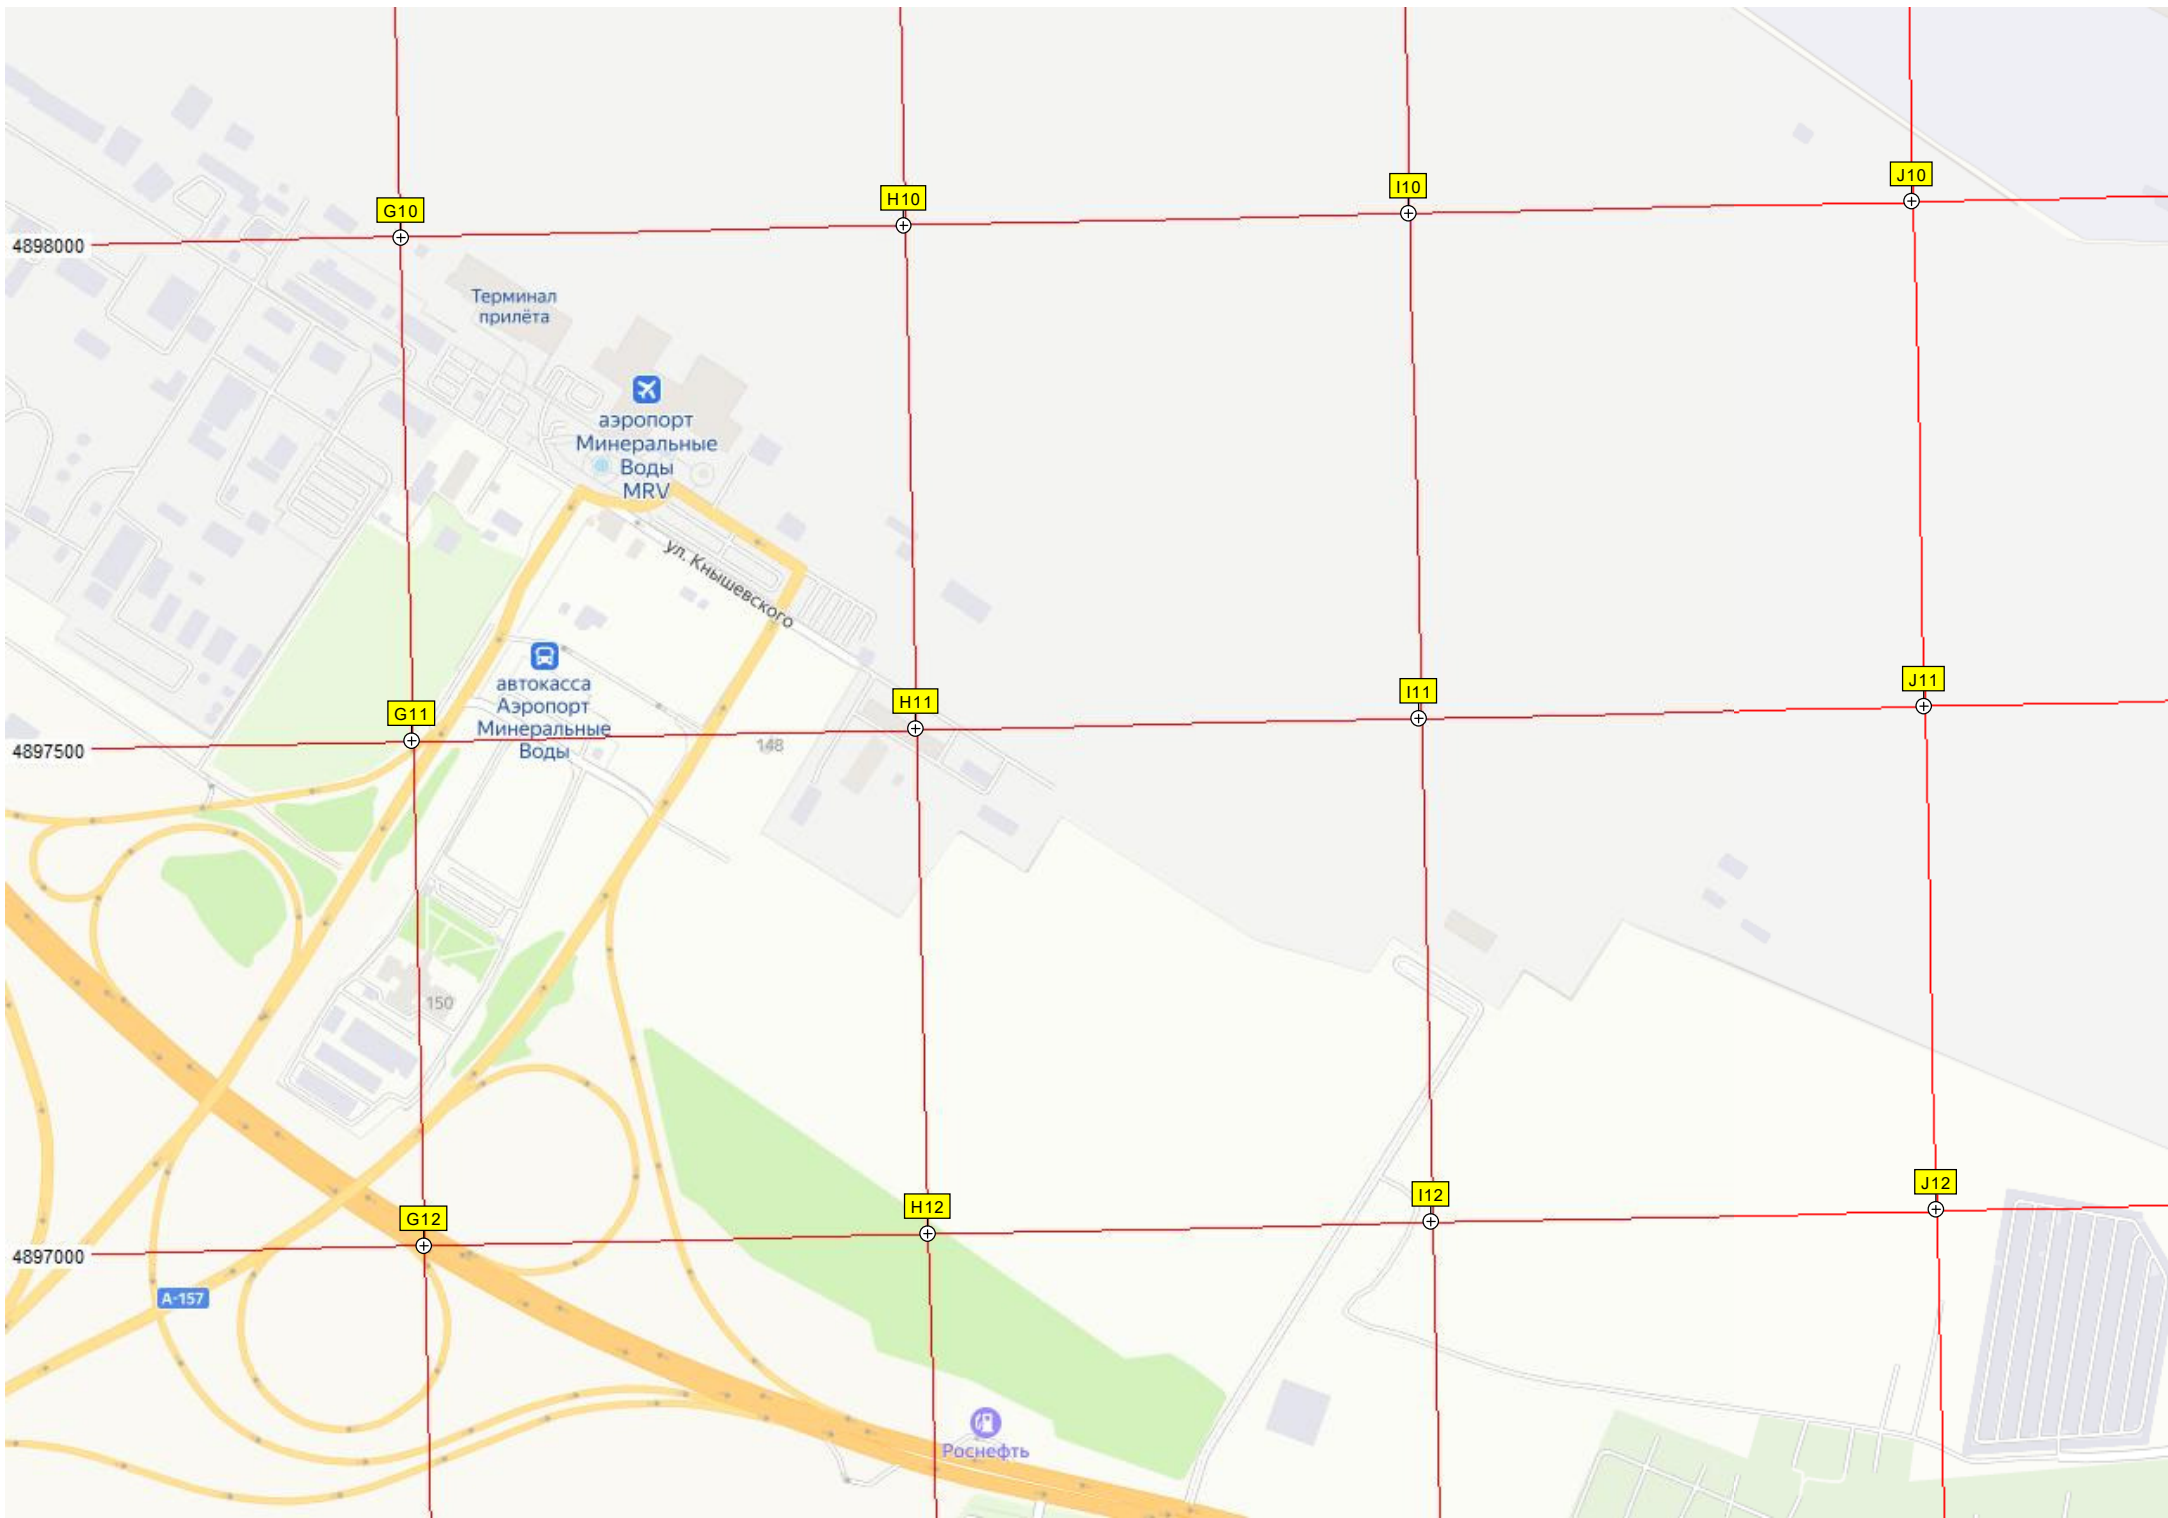 J10
I10
H10
G10
4898000
Терминал
прилёта
аэропорт
Минеральные
Воды
MRV
ул. Кнышевского
автокасса
Аэропорт
Минеральные
Воды
J11
I11
H11
G11
4897500
148
150
J12
I12
H12
G12
4897000
А-157
Роснефть